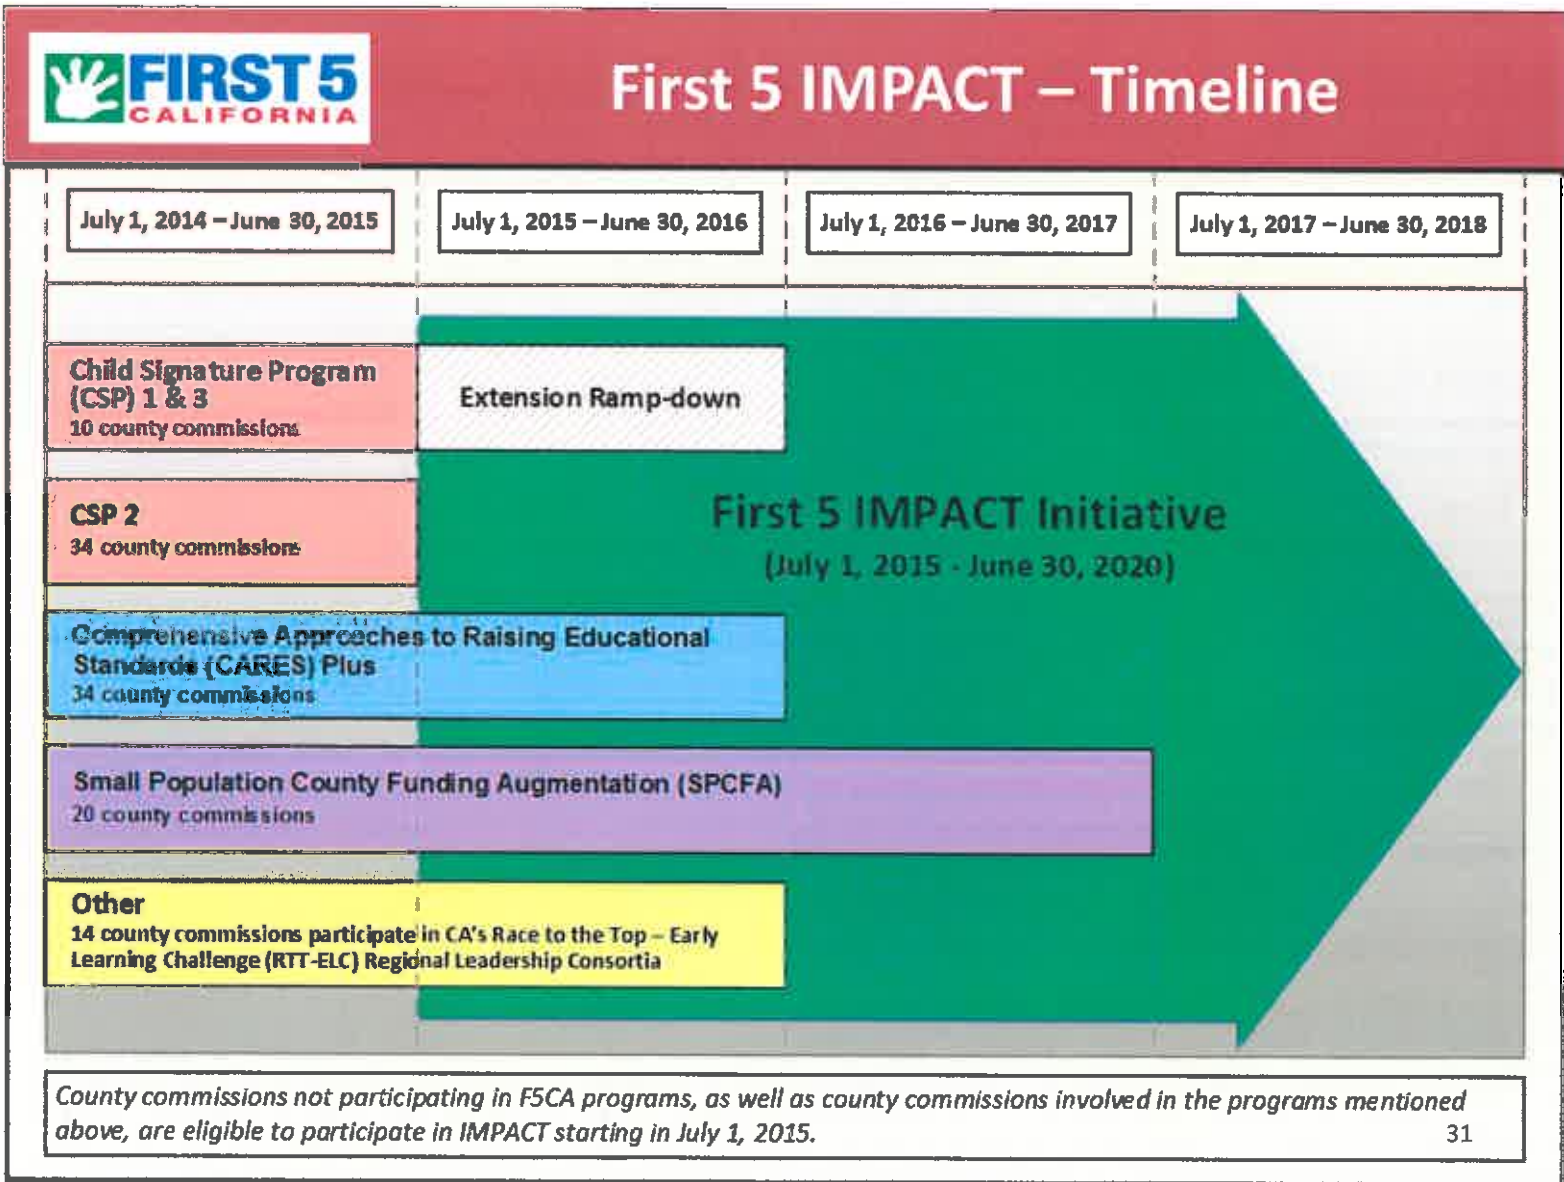 FIRST 5
CALIFORNIA
First 5 IMPACT – Timeline
July 1, 2014 – June 30, 2015
July 1, 2015 – June 30, 2016
July 1, 2016 – June 30, 2017
July 1, 2017 – June 30, 2018
Child Signature Program
(CSP) 1 & 3
10 county commissions
Extension Ramp-down
CSP 2
34 county commissions
First 5 IMPACT Initiative
(July 1, 2015 - June 30, 2020)
Comprehensive Approaches to Raising Educational
Standards (CARES) Plus
34 county commissions
Small Population County Funding Augmentation (SPCFA)
20 county commissions
Other
14 county commissions participate in CA's Race to the Top – Early
Learning Challenge (RTT-ELC) Regional Leadership Consortia
County commissions not participating in F5CA programs, as well as county commissions involved in the programs mentioned
above, are eligible to participate in IMPACT starting in July 1, 2015.
31